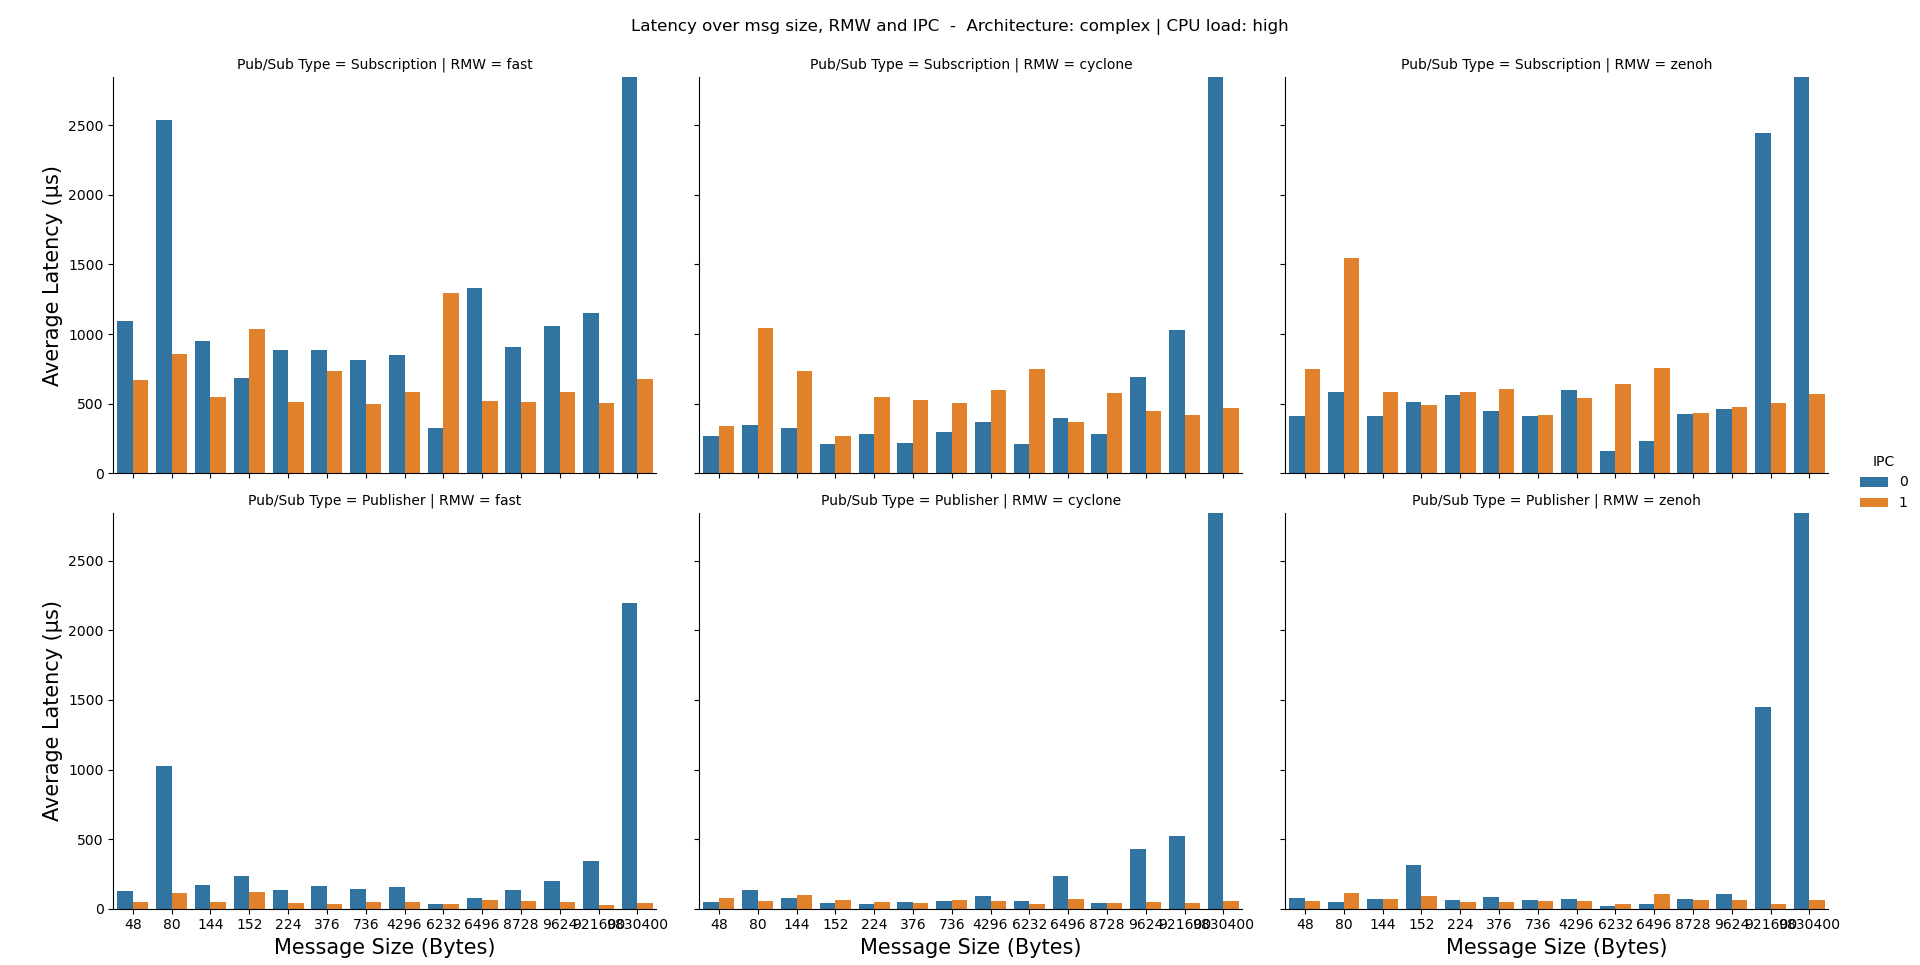 Latency over msg size, RMW and IPC  -  Architecture: complex | CPU load: high
Pub/Sub Type = Subscription | RMW = fast
Pub/Sub Type = Subscription | RMW = cyclone
Pub/Sub Type = Subscription | RMW = zenoh
2500
2000
1500
1000
500
0
Average Latency (µs)
IPC
0
1
Pub/Sub Type = Publisher | RMW = fast
Pub/Sub Type = Publisher | RMW = cyclone
Pub/Sub Type = Publisher | RMW = zenoh
2500
2000
1500
1000
500
0
Average Latency (µs)
48 80 144 152 224 376 736 4296 6232 6496 8728 9624 921600 9830400
48 80 144 152 224 376 736 4296 6232 6496 8728 9624 921600 9830400
48 80 144 152 224 376 736 4296 6232 6496 8728 9624 921600 9830400
Message Size (Bytes)
Message Size (Bytes)
Message Size (Bytes)